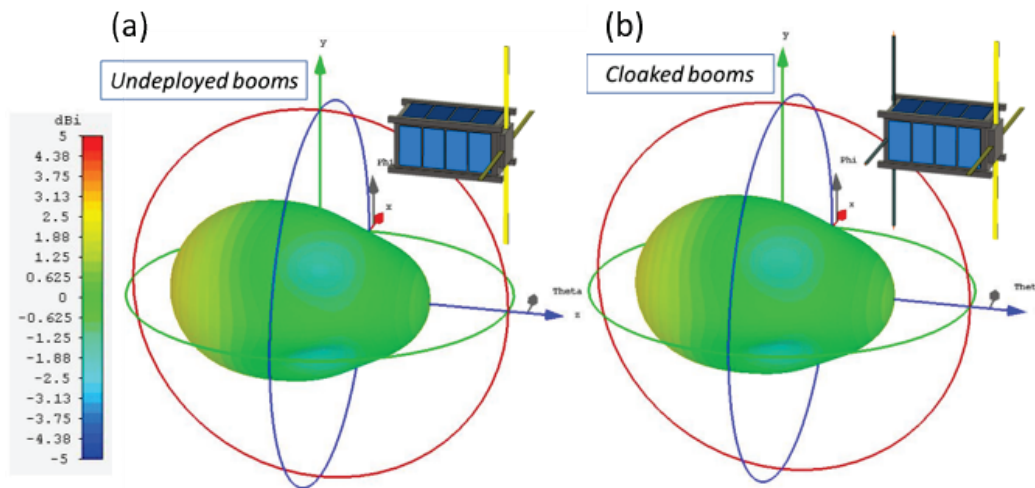 (a)
(b)
Undeployed booms
Cloaked booms
y
y
dBi
5
4.38
3.75
3.13
2.5
1.88
1.25
0.625
0
-0.625
-1.25
-1.88
-2.5
-3.13
-3.75
-4.38
-5
Phi
x
Theta
z
Phi
x
Thet
z